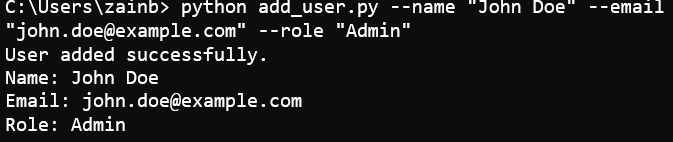 C:\Users\zainb> python add_user.py --name "John Doe" --email
"john.doe@example.com" --role "Admin"
User added successfully.
Name: John Doe
Email: john.doe@example.com
Role: Admin